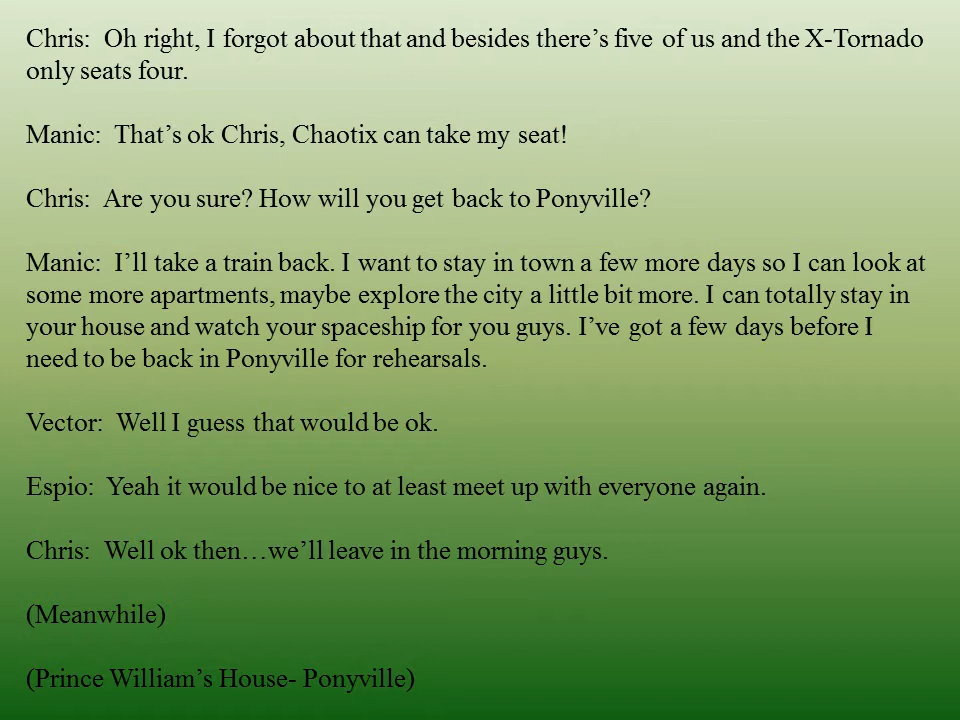 Chris:  Oh right, I forgot about that and besides there’s five of us and the X-Tornado
only seats four.
Manic:  That’s ok Chris, Chaotix can take my seat!
Chris:  Are you sure? How will you get back to Ponyville?
Manic:  I’ll take a train back. I want to stay in town a few more days so I can look at
some more apartments, maybe explore the city a little bit more. I can totally stay in
your house and watch your spaceship for you guys. I’ve got a few days before I
need to be back in Ponyville for rehearsals.
Vector:  Well I guess that would be ok.
Espio:  Yeah it would be nice to at least meet up with everyone again.
Chris:  Well ok then…we’ll leave in the morning guys.
(Meanwhile)
(Prince William’s House- Ponyville)